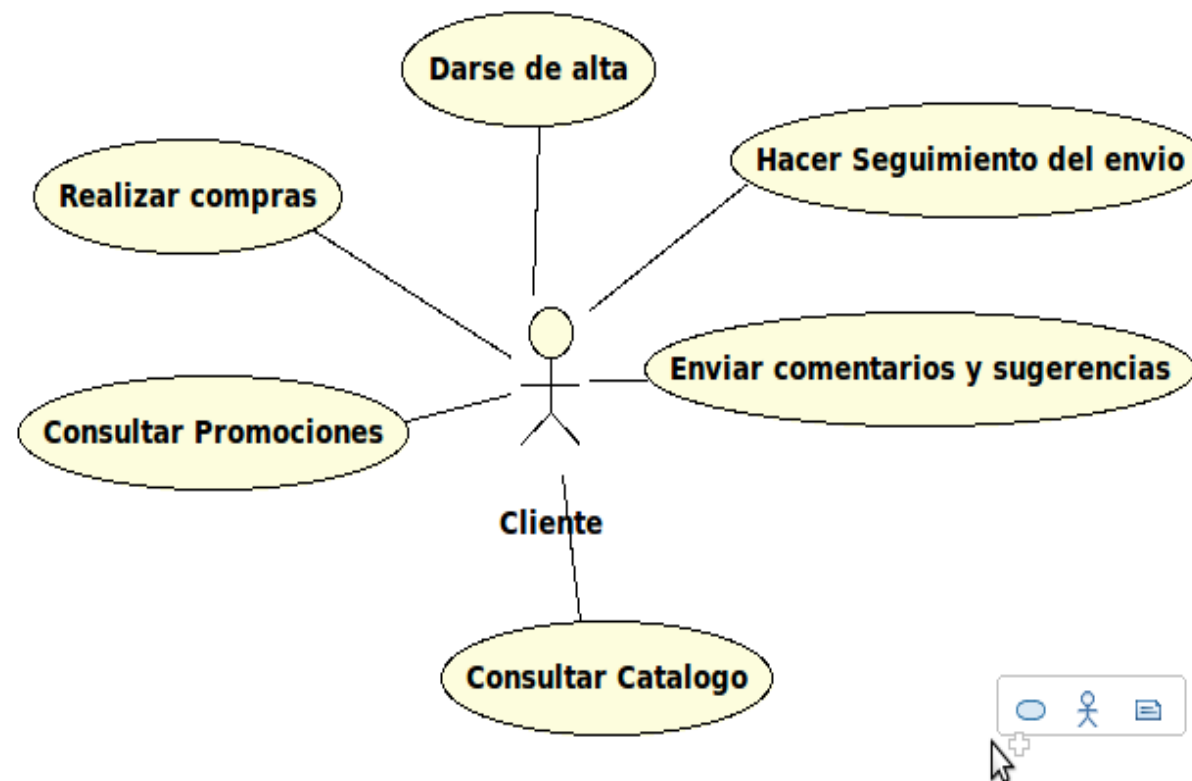 Darse de alta
Hacer Seguimiento del envio
Realizar compras
Enviar comentarios y sugerencias
Consultar Promociones
Cliente
Consultar Catalogo